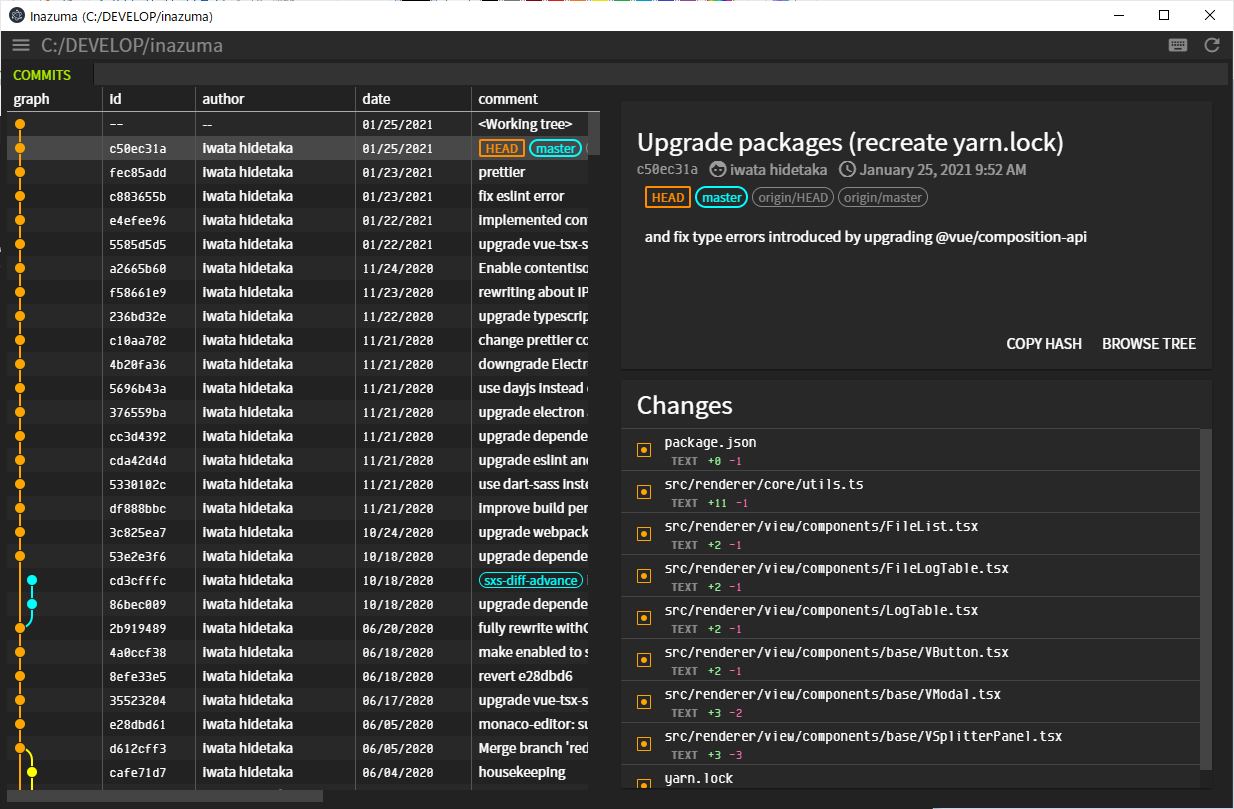 Inazuma (C:/DEVELOP/inazuma)
C:/DEVELOP/inazuma
COMMITS
graph id author date comment
-- -- 01/25/2021 <Working tree>
c50ec31a iwata hidetaka 01/25/2021 HEAD master
fec85add iwata hidetaka 01/23/2021 prettier
c883655b iwata hidetaka 01/23/2021 fix eslint error
e4efee96 iwata hidetaka 01/22/2021 Implemented con
5585d5d5 iwata hidetaka 01/22/2021 upgrade vue-tsx-s
a2665b60 iwata hidetaka 11/24/2020 Enable contentIso
f58661e9 iwata hidetaka 11/23/2020 rewriting about IP
236bd32e iwata hidetaka 11/22/2020 upgrade typescrip
c10aa702 iwata hidetaka 11/21/2020 change prettier co
4b20fa36 iwata hidetaka 11/21/2020 downgrade Electr
5696b43a iwata hidetaka 11/21/2020 use dayjs instead
376559ba iwata hidetaka 11/21/2020 upgrade electron
cc3d4392 iwata hidetaka 11/21/2020 upgrade depende
cda42d4d iwata hidetaka 11/21/2020 upgrade eslint an
5330102c iwata hidetaka 11/21/2020 use dart-sass inste
df888bbc iwata hidetaka 11/21/2020 improve build per
3c825ea7 iwata hidetaka 10/24/2020 upgrade webpack
53e2e3f6 iwata hidetaka 10/18/2020 upgrade depende
cd3cfffc iwata hidetaka 10/18/2020 sxs-diff-advance
86bec009 iwata hidetaka 10/18/2020 upgrade depende
2b919489 iwata hidetaka 06/20/2020 fully rewrite with
4a0ccf38 iwata hidetaka 06/18/2020 make enabled to s
8efe33e5 iwata hidetaka 06/18/2020 revert e28dbd6
35523204 iwata hidetaka 06/17/2020 upgrade vue-tsx-s
e28dbd61 iwata hidetaka 06/05/2020 monaco-editor: su
d612cff3 iwata hidetaka 06/05/2020 Merge branch 'red
cafe71d7 iwata hidetaka 06/04/2020 housekeeping
Upgrade packages (recreate yarn.lock)
c50ec31a iwata hidetaka January 25, 2021 9:52 AM
HEAD master origin/HEAD origin/master
and fix type errors introduced by upgrading @vue/composition-api
COPY HASH BROWSE TREE
Changes
package.json
TEXT +0 -1
src/renderer/core/utils.ts
TEXT +11 -1
src/renderer/view/components/FileList.tsx
TEXT +2 -1
src/renderer/view/components/FileLogTable.tsx
TEXT +2 -1
src/renderer/view/components/LogTable.tsx
TEXT +2 -1
src/renderer/view/components/base/VButton.tsx
TEXT +2 -1
src/renderer/view/components/base/VModal.tsx
TEXT +3 -2
src/renderer/view/components/base/VSplitterPanel.tsx
TEXT +3 -3
yarn.lock